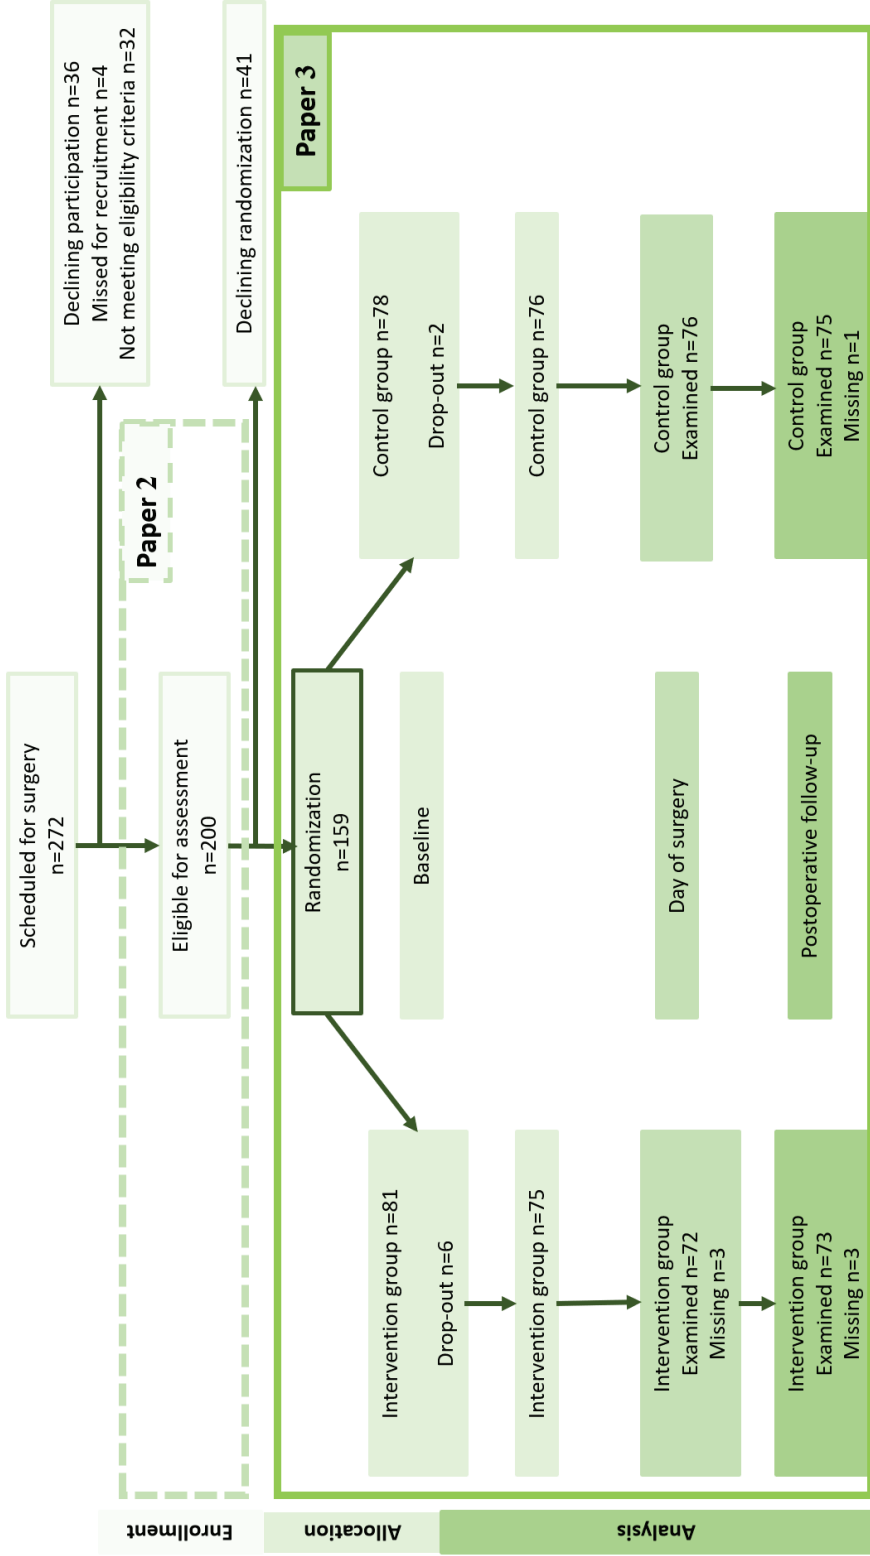 Scheduled for surgery
n=272
Declining participation n=36
Missed for recruitment n=4
Not meeting eligibility criteria n=32
Paper 2
Eligible for assessment
n=200
Declining randomization n=41
Paper 3
Randomization
n=159
Intervention group n=81
Drop-out n=6
Baseline
Control group n=78
Drop-out n=2
Intervention group n=75
Control group n=76
Intervention group
Examined n=72
Missing n=3
Day of surgery
Control group
Examined n=76
Intervention group
Examined n=73
Missing n=3
Postoperative follow-up
Control group
Examined n=75
Missing n=1
Enrollment
Allocation
Analysis